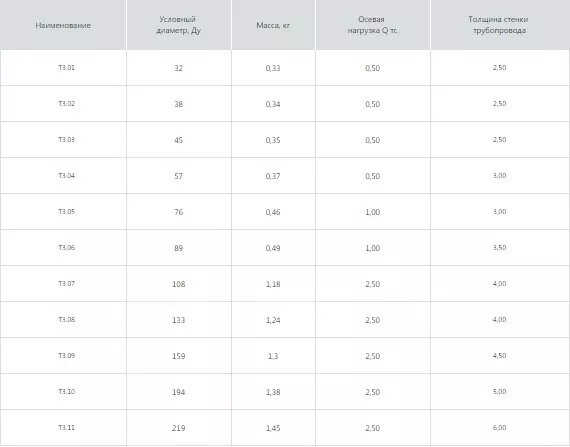 Наименование Условный диаметр, Ду Масса, кг Осевая нагрузка Q тс Толщина стенки трубопровода
Т3.01 32 0,33 0,50 2,50
Т3.02 38 0,34 0,50 2,50
Т3.03 45 0,35 0,50 2,50
Т3.04 57 0,37 0,50 3,00
Т3.05 76 0,46 1,00 3,00
Т3.06 89 0,49 1,00 3,50
Т3.07 108 1,18 2,50 4,00
Т3.08 133 1,24 2,50 4,00
Т3.09 159 1,3 2,50 4,50
Т3.10 194 1,38 2,50 5,00
Т3.11 219 1,45 2,50 6,00